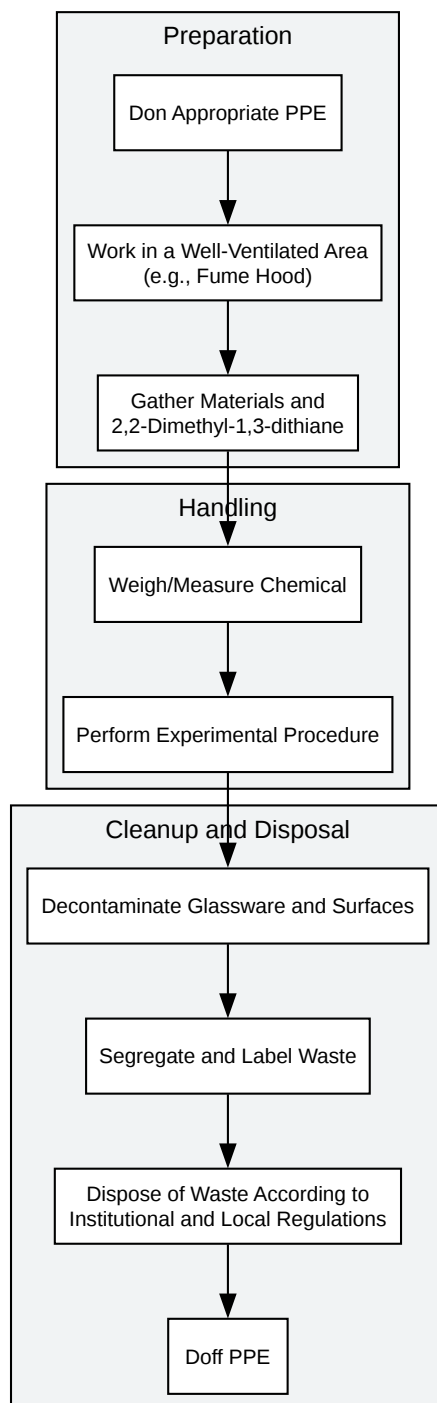 Preparation
Don Appropriate PPE
Work in a Well-Ventilated Area
(e.g., Fume Hood)
Gather Materials and
2,2-Dimethyl-1,3-dithiane
Handling
Weigh/Measure Chemical
Perform Experimental Procedure
Cleanup and Disposal
Decontaminate Glassware and Surfaces
Segregate and Label Waste
Dispose of Waste According to
Institutional and Local Regulations
Doff PPE